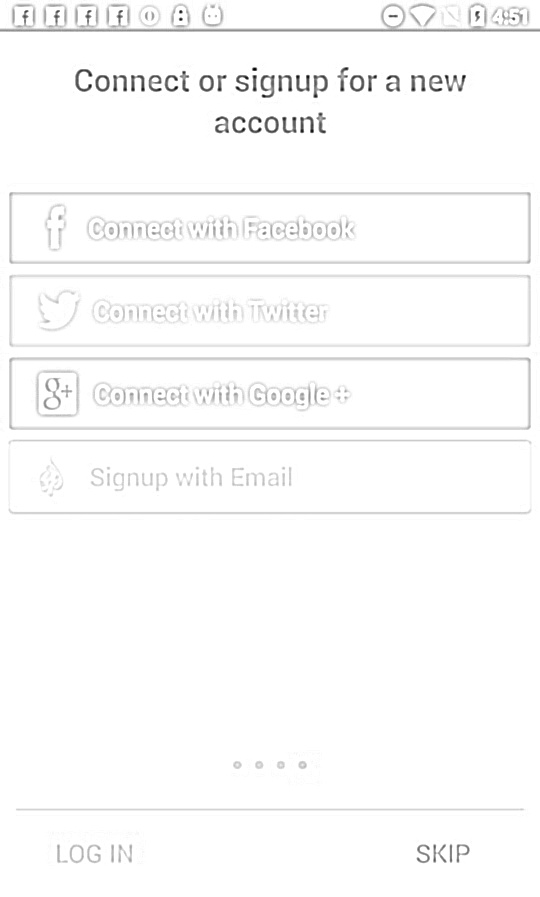 4:51
Connect or signup for a new
account
Connect with Facebook
Connect with Twitter
g+ Connect with Google +
Signup with Email
LOG IN
SKIP